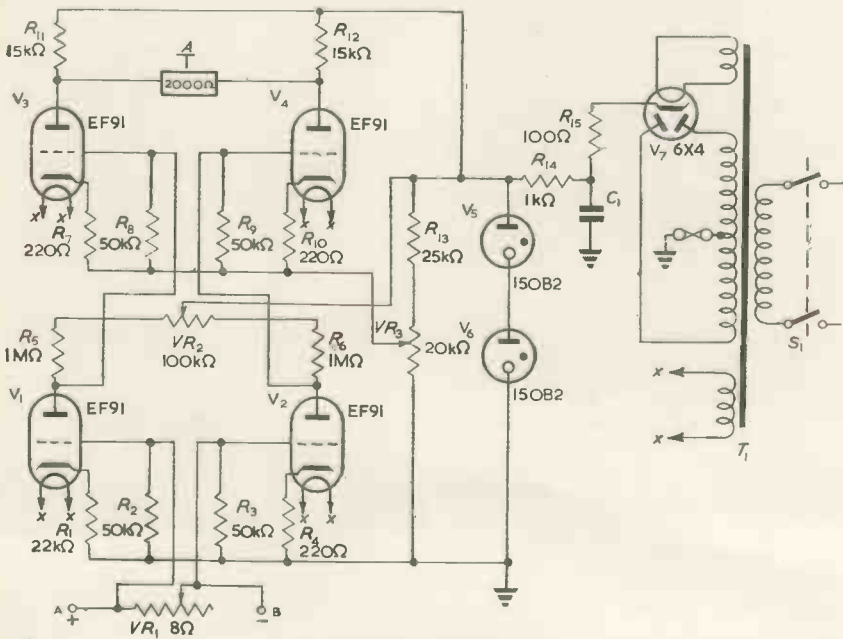 R11
15kΩ
A
2000Ω
R12
15kΩ
V3
EF91
V4
EF91
R15
100Ω
V7 6X4
R14
1kΩ
C1
x x
R7
220Ω
R8
50kΩ
R9
50kΩ
x x
R10
220Ω
R13
25kΩ
V5
150B2
R5
1MΩ
VR2
100kΩ
R6
1MΩ
VR3
20kΩ
V6
150B2
S1
V1
EF91
V2
EF91
x
x
T1
x x
R1
22kΩ
R2
50kΩ
R3
50kΩ
x x
R4
220Ω
A
+
VR1 8Ω
B
−